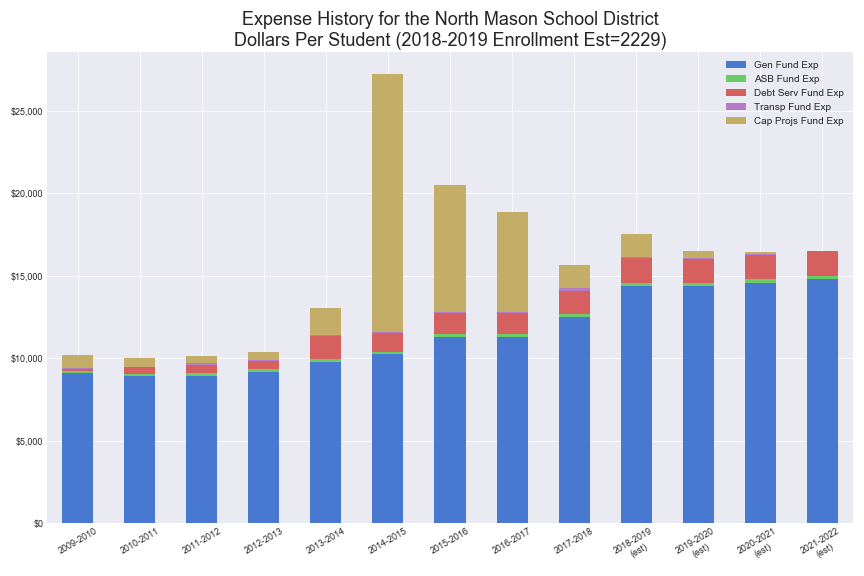 Expense History for the North Mason School District
Dollars Per Student (2018-2019 Enrollment Est=2229)
Gen Fund Exp
ASB Fund Exp
Debt Serv Fund Exp
Transp Fund Exp
Cap Projs Fund Exp
$25,000
$20,000
$15,000
$10,000
$5,000
$0
2009-2010
2010-2011
2011-2012
2012-2013
2013-2014
2014-2015
2015-2016
2016-2017
2017-2018
2018-2019
(est)
2019-2020
(est)
2020-2021
(est)
2021-2022
(est)